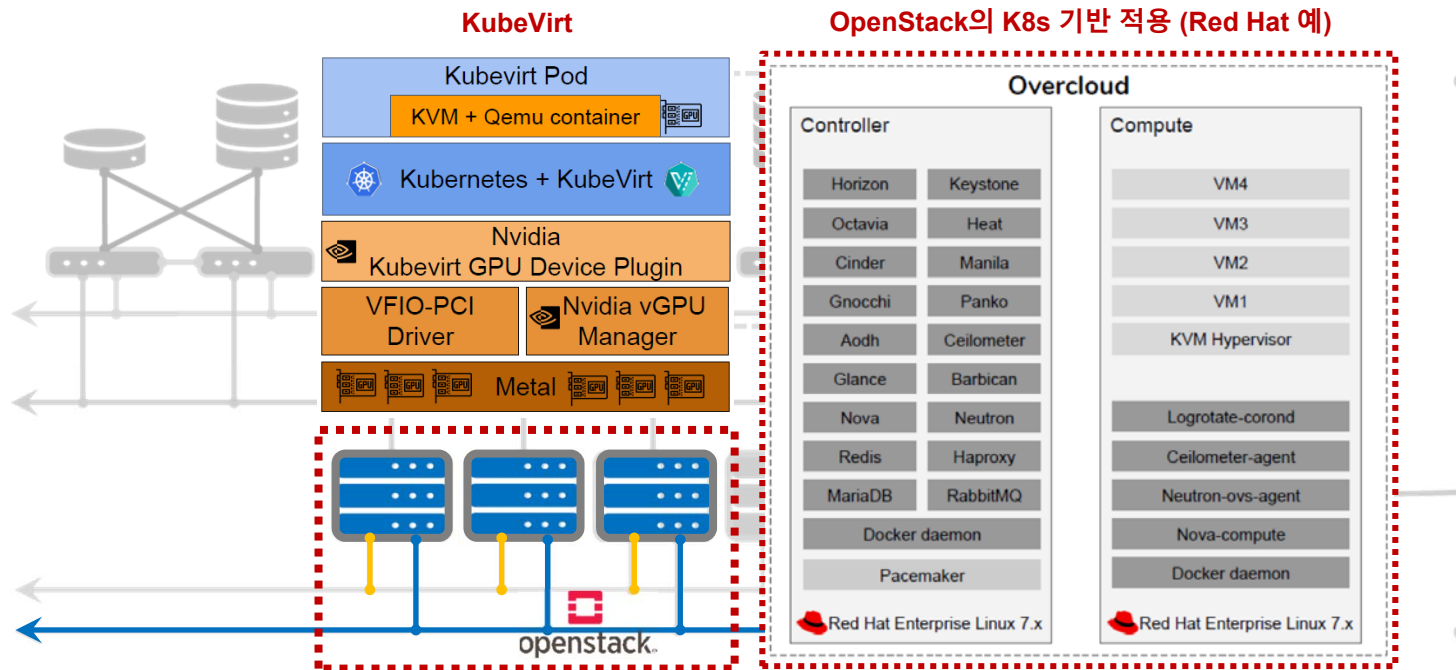 KubeVirt
Kubevirt Pod
KVM + Qemu container
GPU
Kubernetes + KubeVirt
Nvidia
Kubevirt GPU Device Plugin
VFIO-PCI
Driver
Nvidia vGPU
Manager
GPU
GPU
GPU
Metal
GPU
GPU
GPU
openstack.
OpenStack의 K8s 기반 적용 (Red Hat 예)
Overcloud
Controller
Horizon
Keystone
Octavia
Heat
Cinder
Manila
Gnocchi
Panko
Aodh
Ceilometer
Glance
Barbican
Nova
Neutron
Redis
Haproxy
MariaDB
RabbitMQ
Docker daemon
Pacemaker
Red Hat Enterprise Linux 7.x
Compute
VM4
VM3
VM2
VM1
KVM Hypervisor
Logrotate-corond
Ceilometer-agent
Neutron-ovs-agent
Nova-compute
Docker daemon
Red Hat Enterprise Linux 7.x